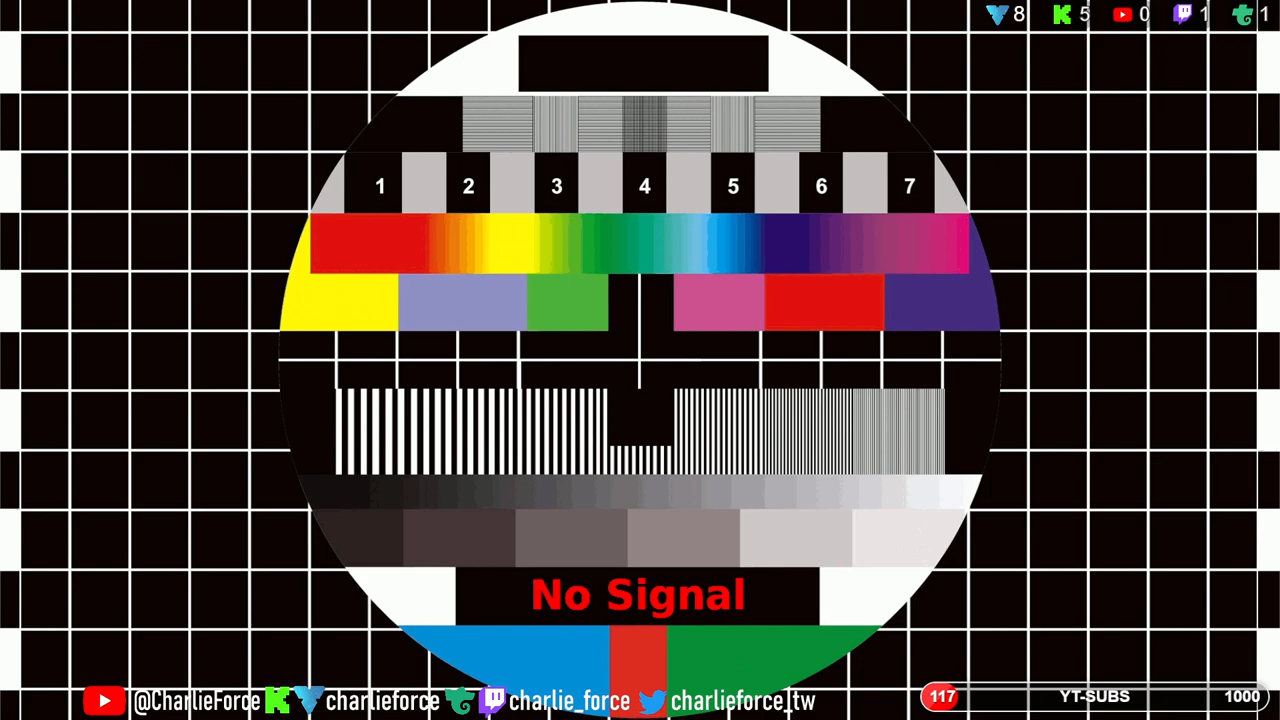 8 5 0 1 1
1 2 3 4 5 6 7
No Signal
@CharlieForce charlieforce charlie_force charlieforce_tw
117 YT-SUBS 1000